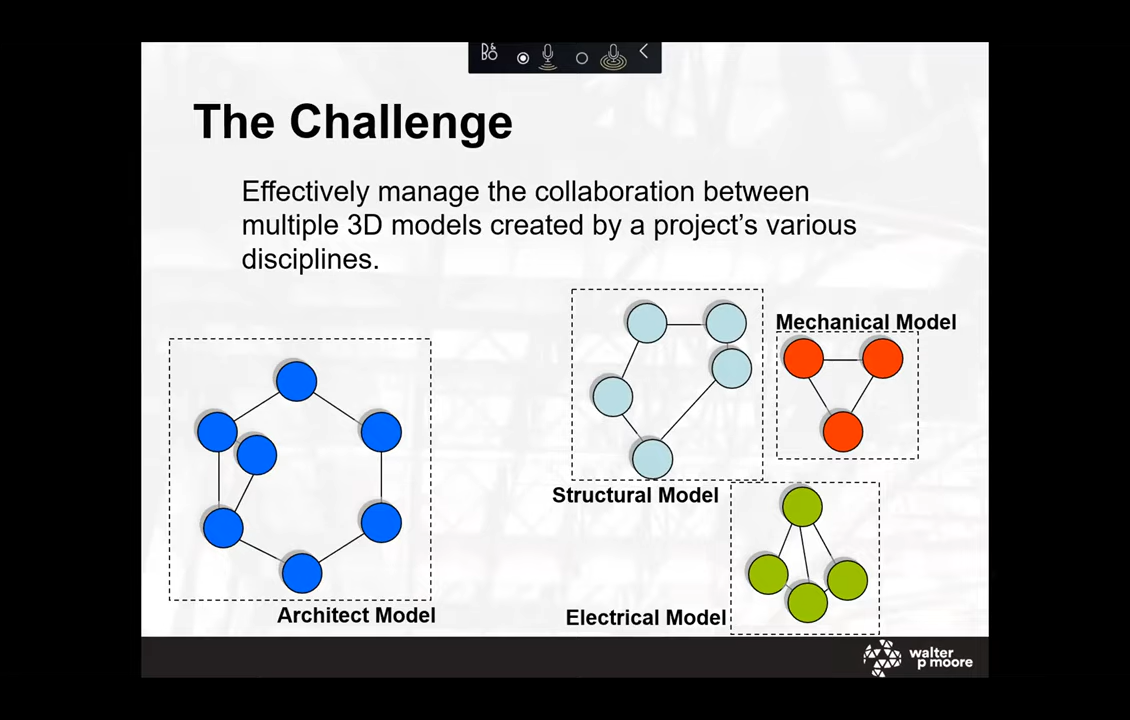 B&O
The Challenge
Effectively manage the collaboration between
multiple 3D models created by a project’s various
disciplines.
Mechanical Model
Structural Model
Architect Model
Electrical Model
walter
p moore